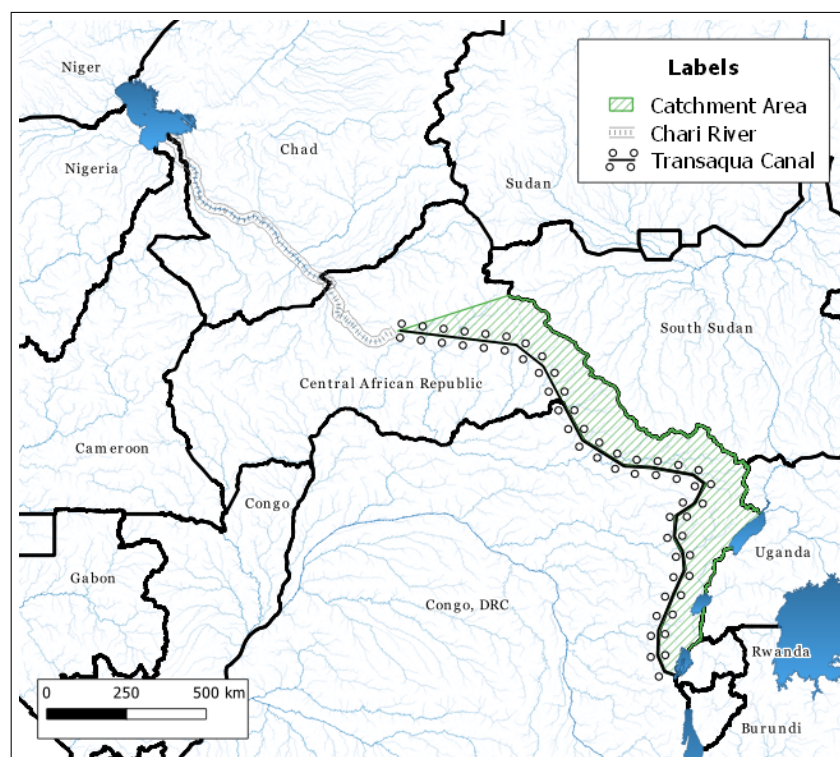 Labels
Catchment Area
Chari River
Transaqua Canal
Niger
Chad
Nigeria
Sudan
South Sudan
Central African Republic
Cameroon
Congo
Uganda
Gabon
Congo, DRC
Rwanda
0 250 500 km
Burundi